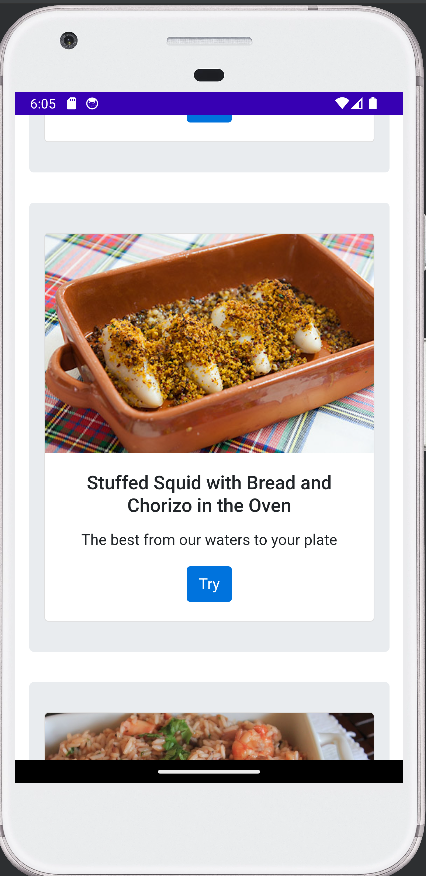 6:05
Stuffed Squid with Bread and
Chorizo in the Oven
The best from our waters to your plate
Try